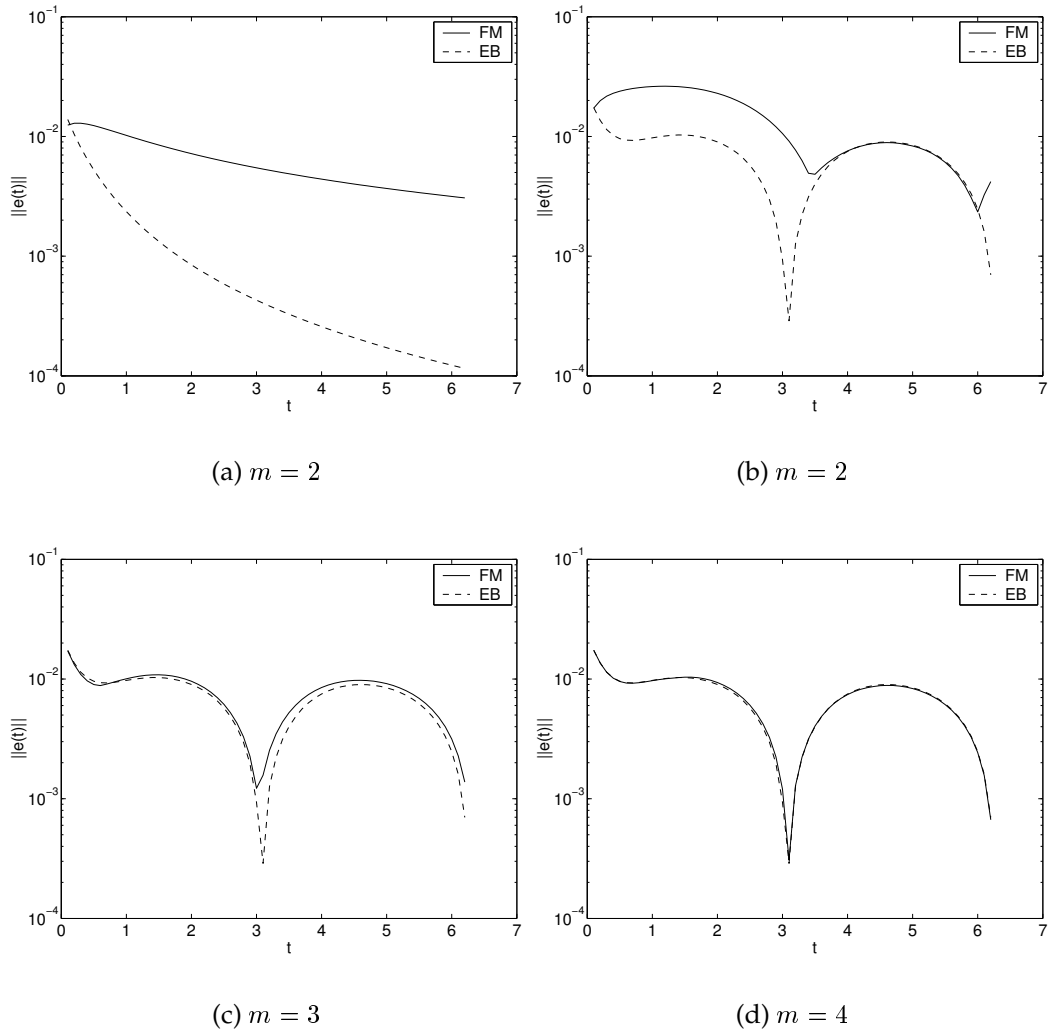 10⁻¹
10⁻²
10⁻³
10⁻⁴
||e(t)||
0 1 2 3 4 5 6 7
t
FM
EB
(a) m = 2
10⁻¹
10⁻²
10⁻³
10⁻⁴
||e(t)||
0 1 2 3 4 5 6 7
t
FM
EB
(b) m = 2
10⁻¹
10⁻²
10⁻³
10⁻⁴
||e(t)||
0 1 2 3 4 5 6 7
t
FM
EB
(c) m = 3
10⁻¹
10⁻²
10⁻³
10⁻⁴
||e(t)||
0 1 2 3 4 5 6 7
t
FM
EB
(d) m = 4